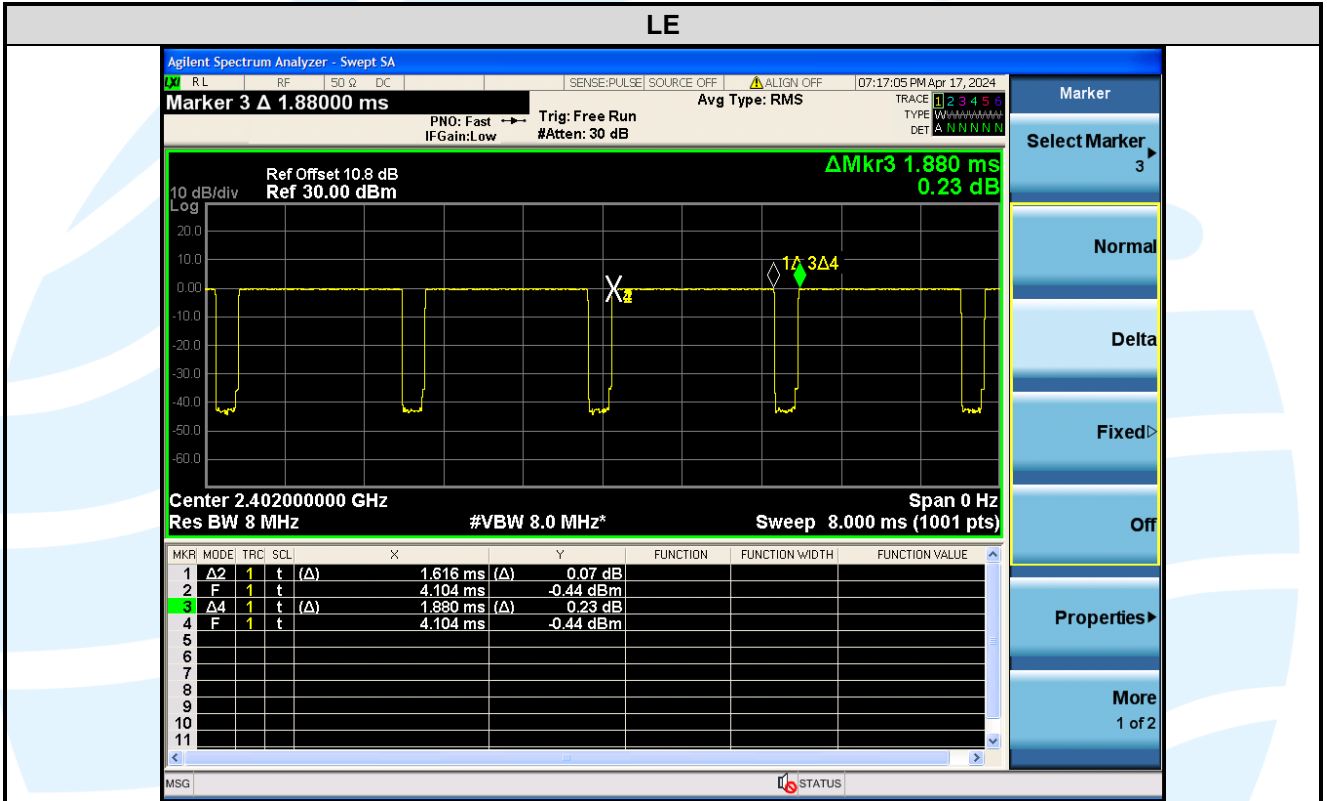 LE
Agilent Spectrum Analyzer - Swept SA
LXI RL RF 50 Ω DC SENSE:PULSE SOURCE OFF ALIGN OFF 07:17:05 PM Apr 17, 2024
Marker 3 Δ 1.88000 ms
PNO: Fast
IFGain:Low
Trig: Free Run
#Atten: 30 dB
Avg Type: RMS
TRACE 1 2 3 4 5 6
TYPE WWWWWW
DET A N N N N N
ΔMkr3 1.880 ms
0.23 dB
Ref Offset 10.8 dB
10 dB/div Ref 30.00 dBm
Log
20.0
10.0
0.00
-10.0
-20.0
-30.0
-40.0
-50.0
-60.0
1Δ 3Δ4
Center 2.402000000 GHz Span 0 Hz
Res BW 8 MHz #VBW 8.0 MHz* Sweep 8.000 ms (1001 pts)
MKR MODE TRC SCL X Y FUNCTION FUNCTION WIDTH FUNCTION VALUE
1 Δ2 1 t (Δ) 1.616 ms (Δ) 0.07 dB
2 F 1 t 4.104 ms -0.44 dBm
3 Δ4 1 t (Δ) 1.880 ms (Δ) 0.23 dB
4 F 1 t 4.104 ms -0.44 dBm
5
6
7
8
9
10
11
MSG STATUS
Marker
Select Marker
3
Normal
Delta
Fixed
Off
Properties
More
1 of 2